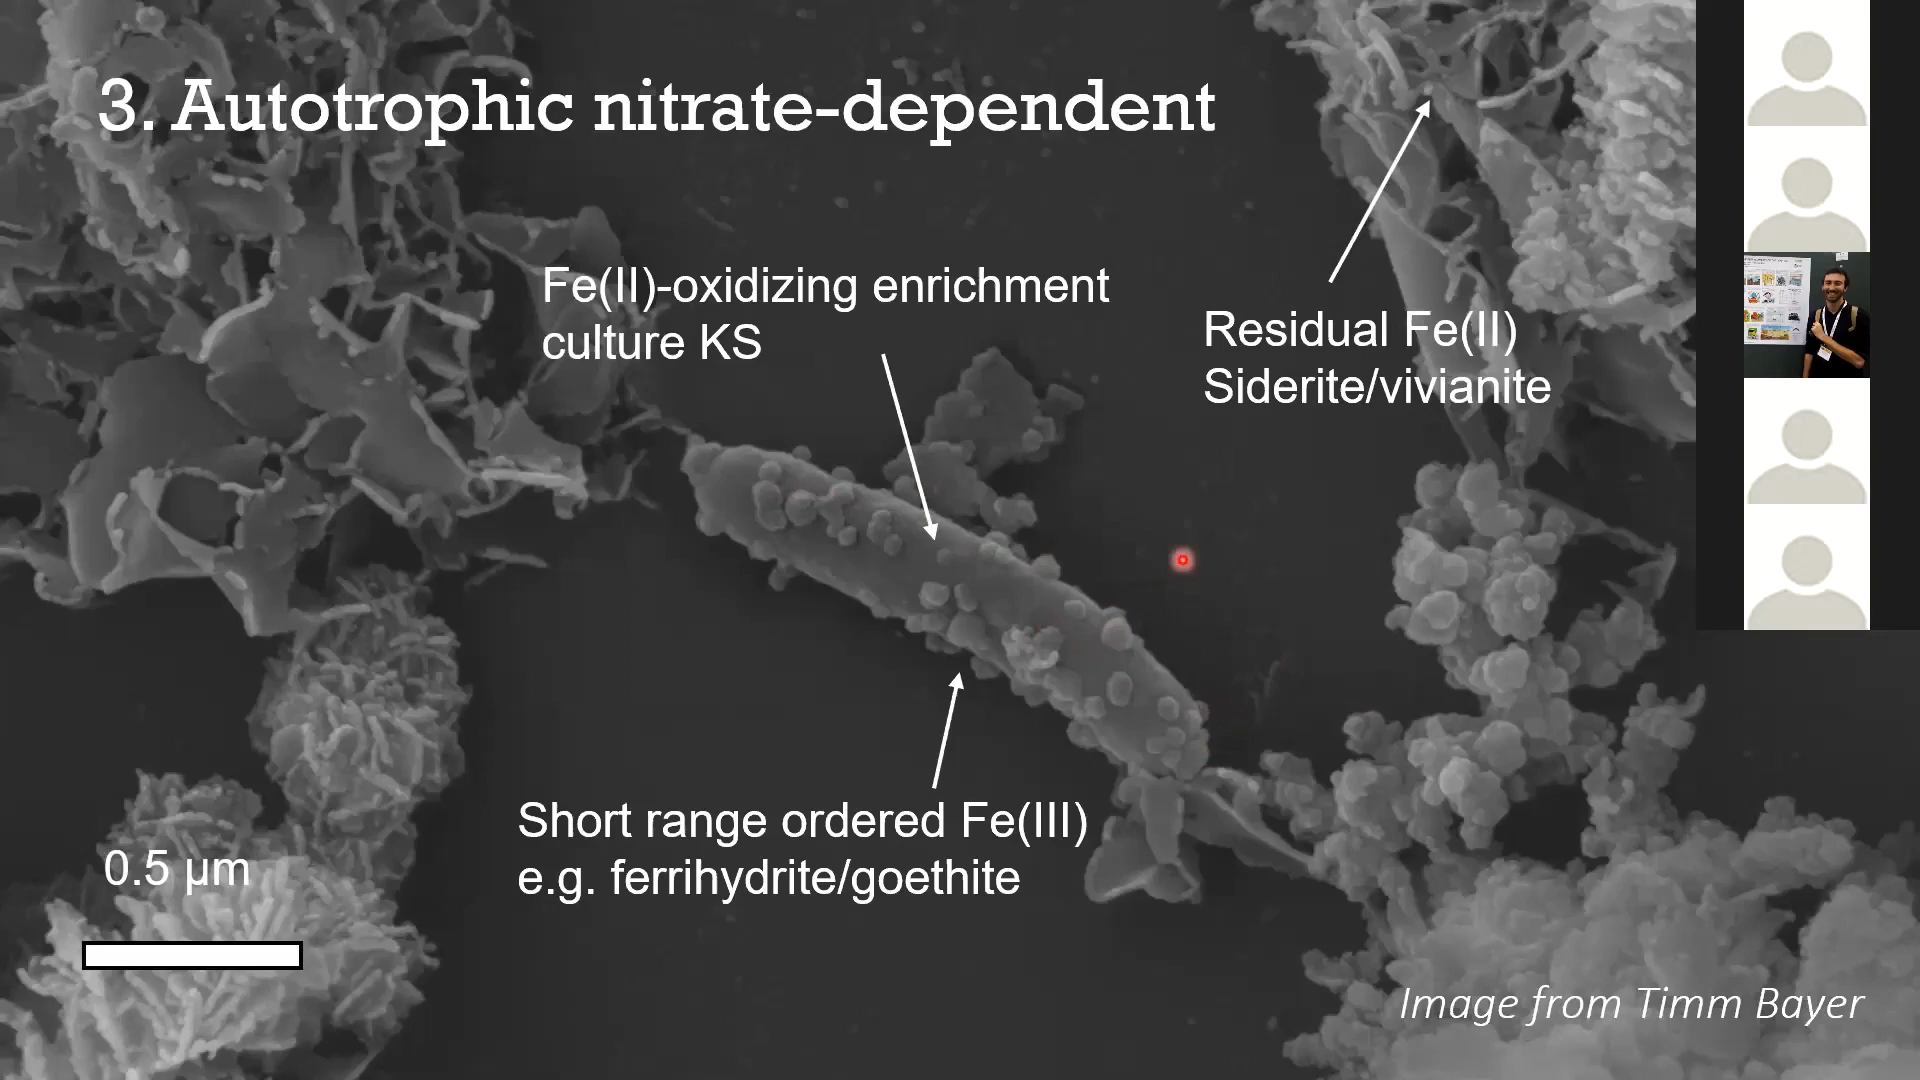 3. Autotrophic nitrate-dependent
Fe(II)-oxidizing enrichment
culture KS
Residual Fe(II)
Siderite/vivianite
Short range ordered Fe(III)
e.g. ferrihydrite/goethite
0.5 µm
Image from Timm Bayer